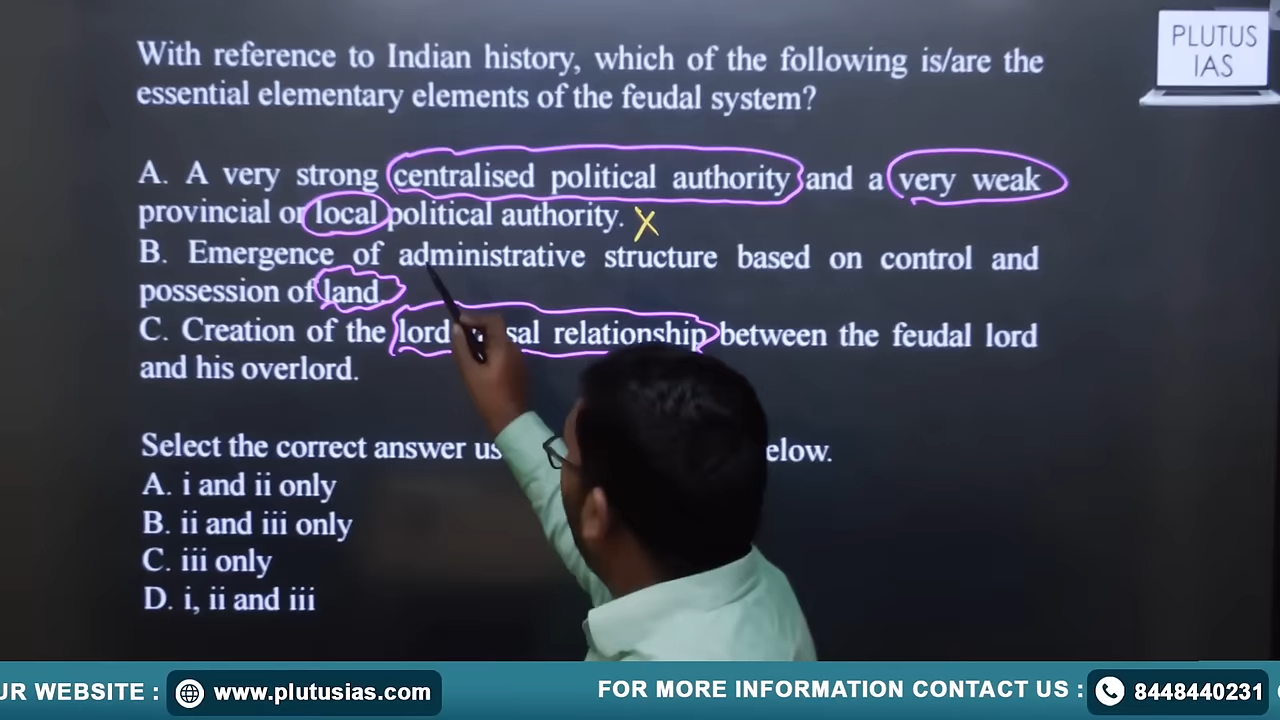 PLUTUS
IAS
With reference to Indian history, which of the following is/are the
essential elementary elements of the feudal system?
A. A very strong centralised political authority and a very weak
provincial or local political authority. X
B. Emergence of administrative structure based on control and
possession of land.
C. Creation of the lord sal relationship between the feudal lord
and his overlord.
Select the correct answer us elow.
A. i and ii only
B. ii and iii only
C. iii only
D. i, ii and iii
UR WEBSITE : www.plutusias.com FOR MORE INFORMATION CONTACT US : 8448440231